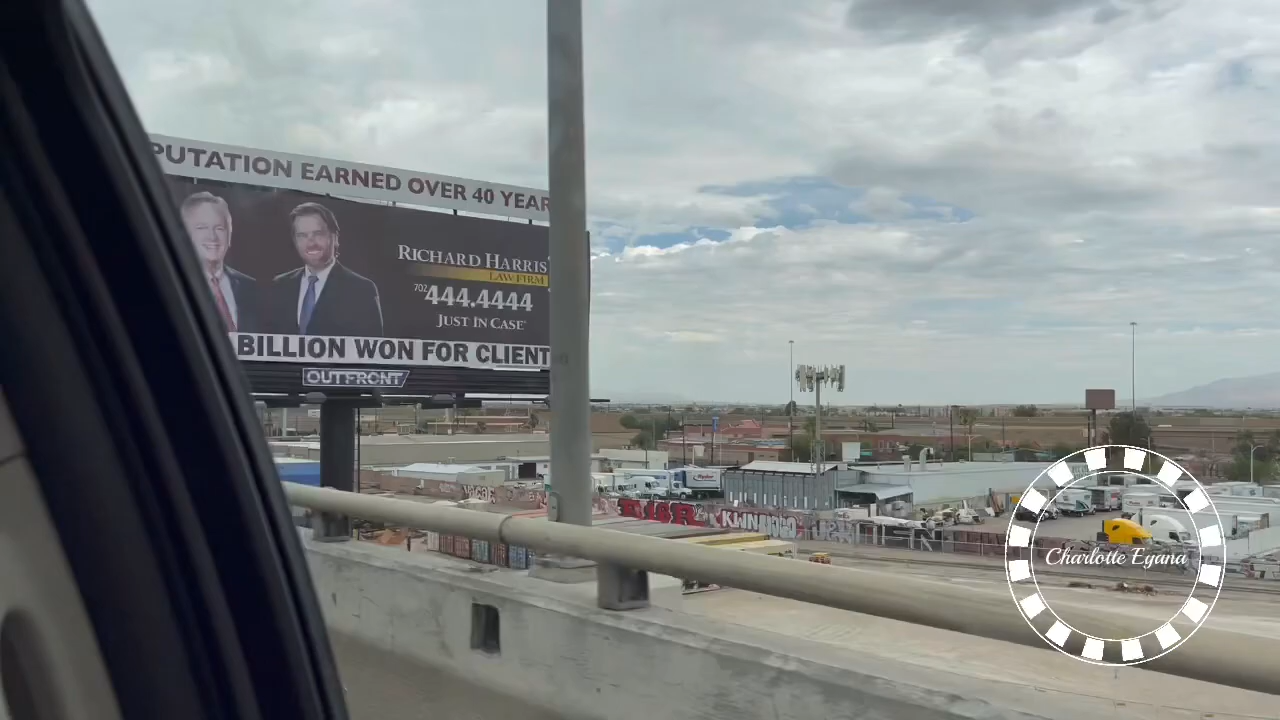 PUTATION EARNED OVER 40 YEAR
RICHARD HARRIS
LAW FIRM
702 444.4444
JUST IN CASE
BILLION WON FOR CLIENT
OUTFRONT
Charlotte Eyana